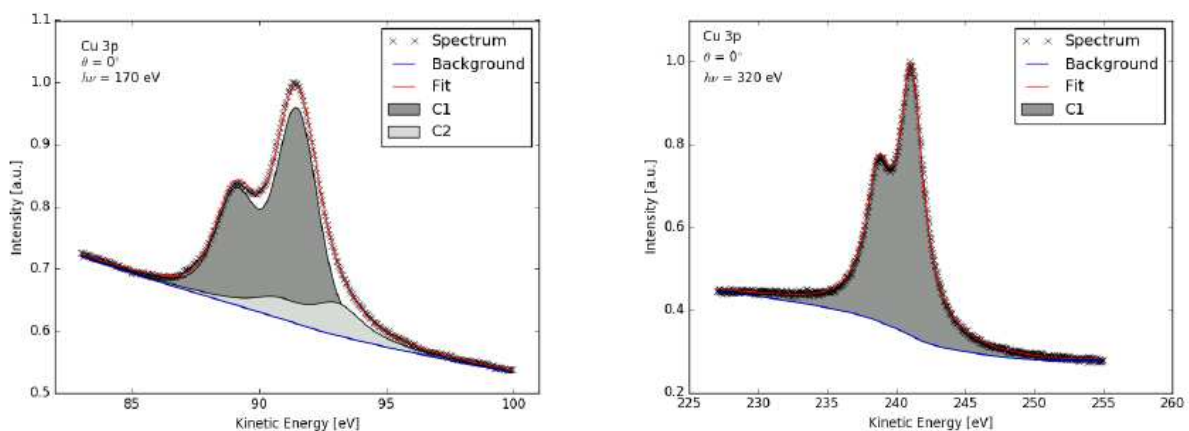 1.1
1.0
0.9
0.8
0.7
0.6
0.5
Intensity [a.u.]
Cu 3p
θ = 0°
hν = 170 eV
Spectrum
Background
Fit
C1
C2
85
90
95
100
Kinetic Energy [eV]
1.0
0.8
0.6
0.4
0.2
Intensity [a.u.]
Cu 3p
θ = 0°
hν = 320 eV
Spectrum
Background
Fit
C1
225
230
235
240
245
250
255
260
Kinetic Energy [eV]